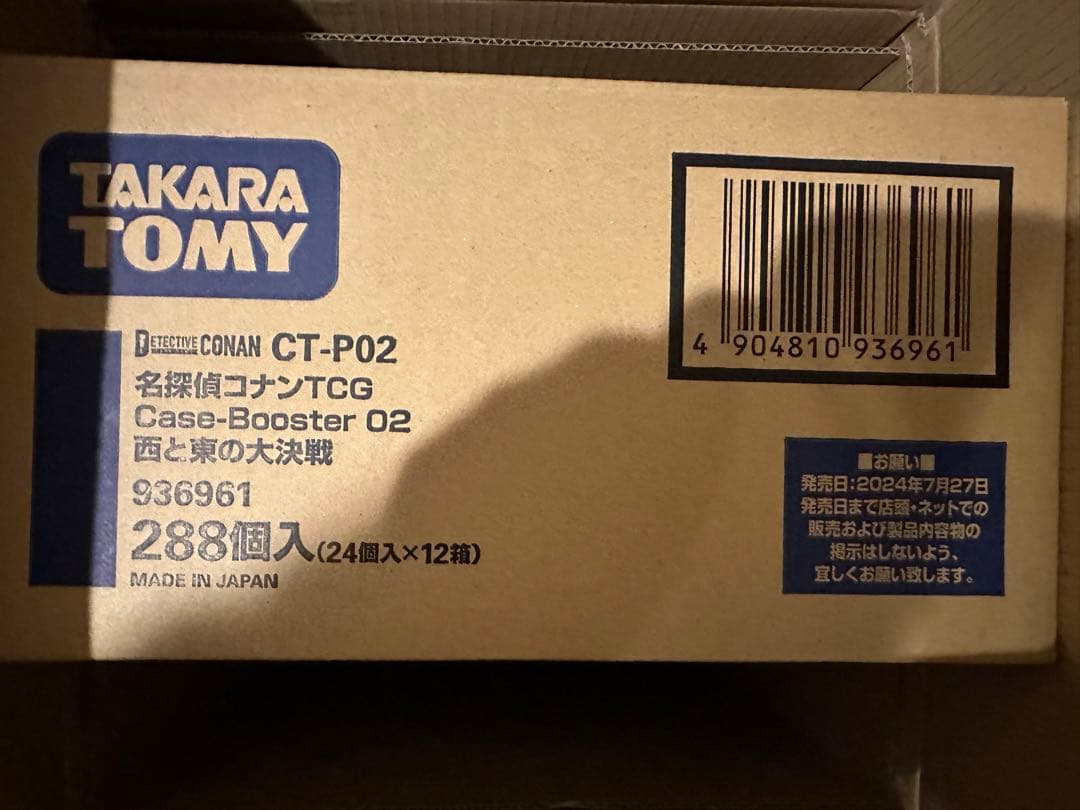 TAKARA
TOMY
DETECTIVE CONAN CT-P02
名探偵コナンTCG
Case-Booster 02
西と東の大決戦
936961
288個入(24個入×12箱)
MADE IN JAPAN
4 904810 936961
■お願い■
発売日:2024年7月27日
発売日まで店頭・ネットでの
販売および製品内容物の
掲示はしないよう、
宜しくお願い致します。